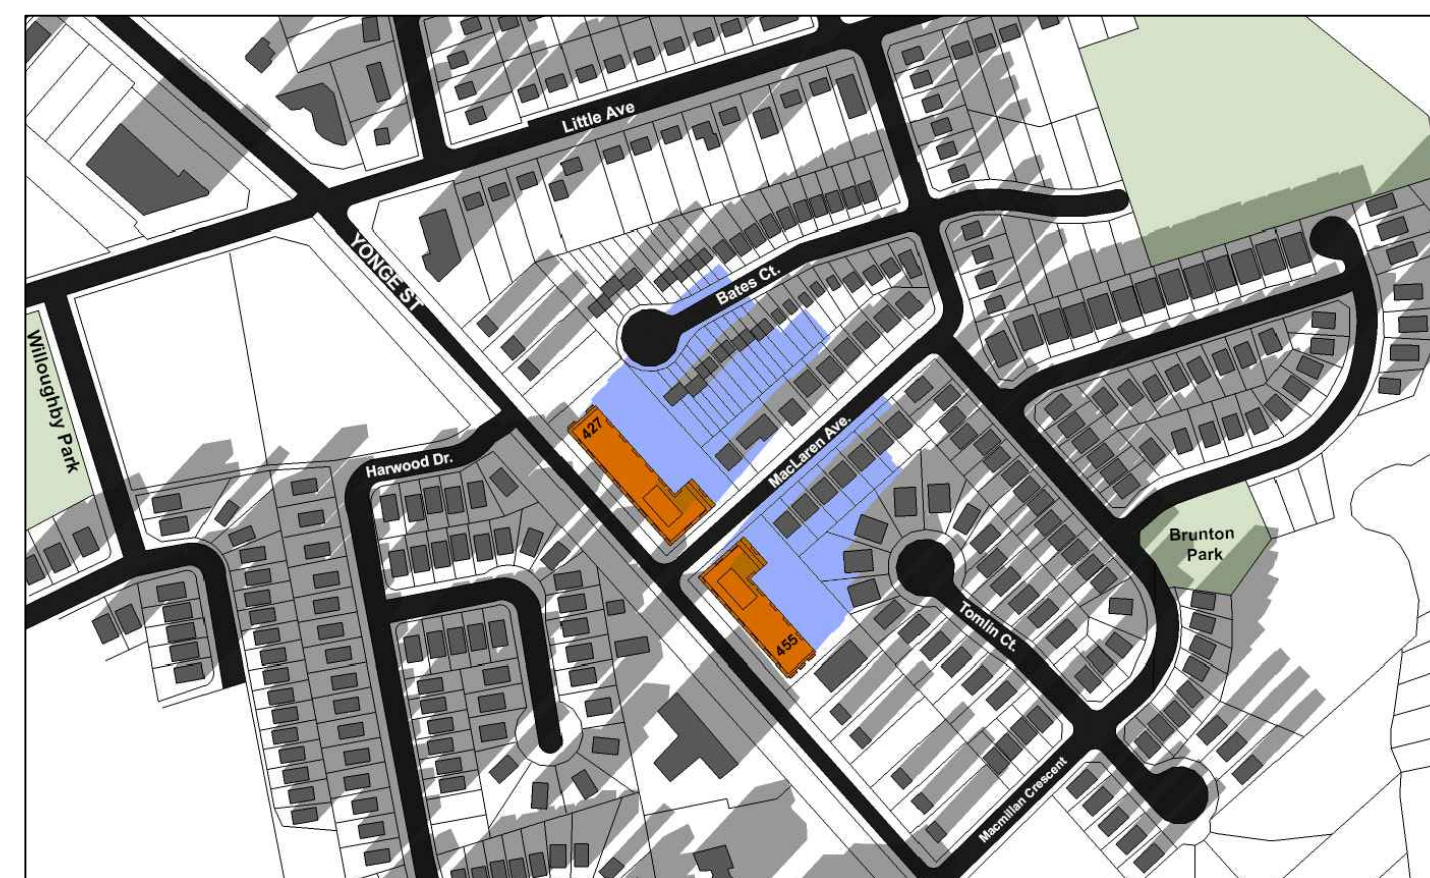 Little Ave
YONGE ST
Bates Ct.
Willoughby Park
427
MacLaren Ave.
Harwood Dr.
Brunton
Park
455
Tomlin Ct.
Macmillan Crescent